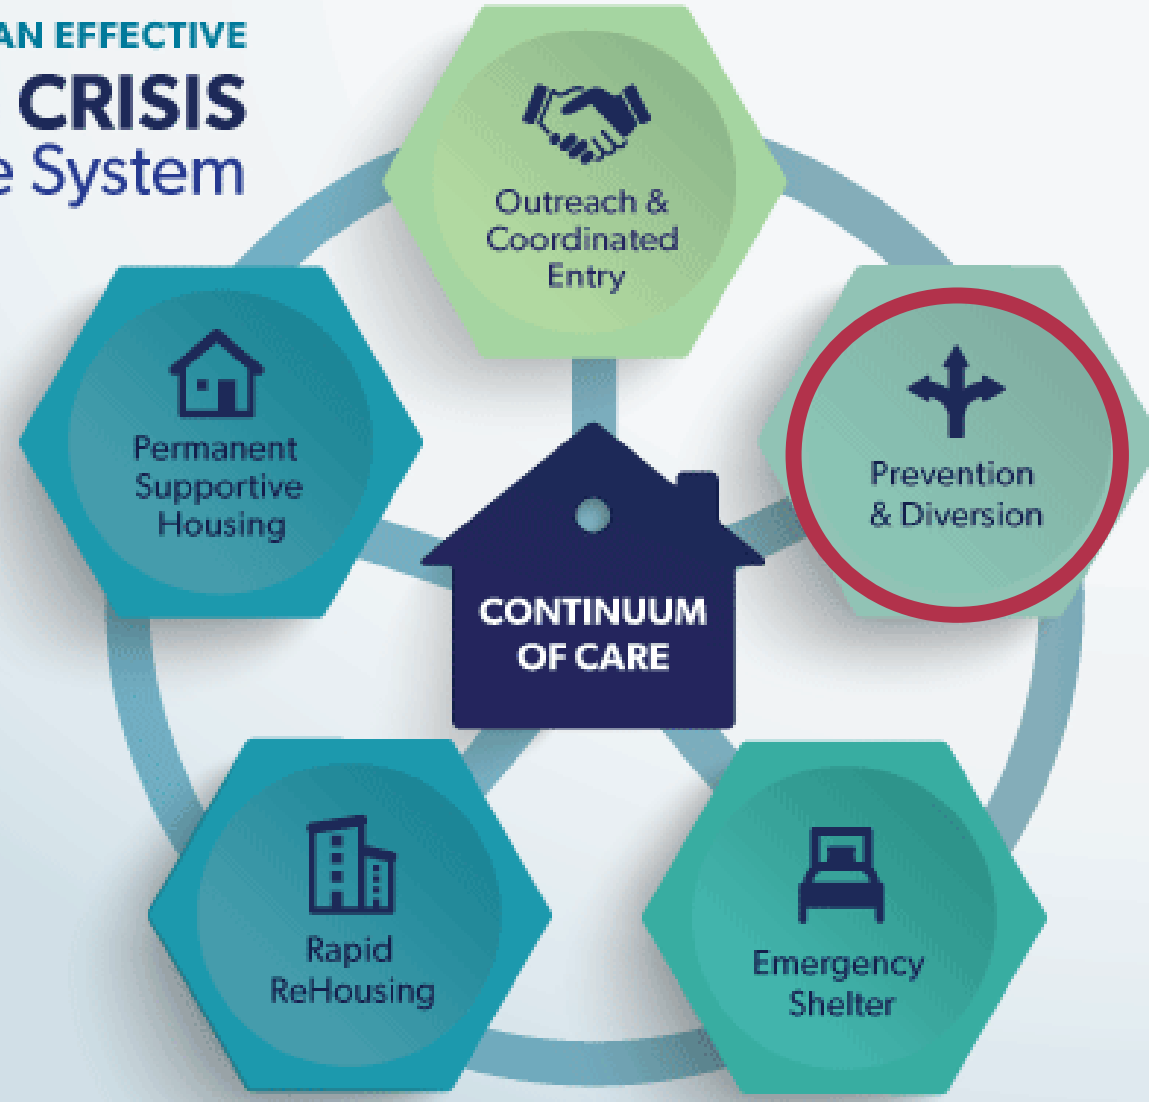 AN EFFECTIVE
CRISIS
e System
Outreach &
Coordinated
Entry
Permanent
Supportive
Housing
Prevention
& Diversion
CONTINUUM
OF CARE
Rapid
ReHousing
Emergency
Shelter